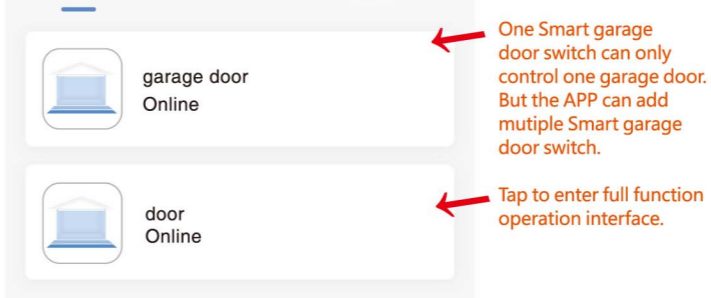 garage door
Online
One Smart garage
door switch can only
control one garage door.
But the APP can add
mutiple Smart garage
door switch.
door
Online
Tap to enter full function
operation interface.